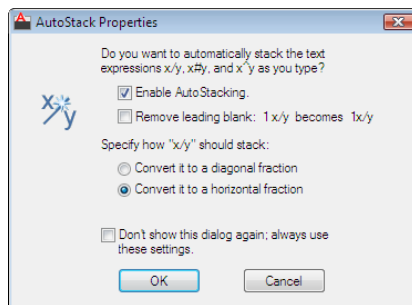 AutoStack Properties
Do you want to automatically stack the text
expressions x/y, x#y, and x^y as you type?
Enable AutoStacking.
Remove leading blank: 1 x/y becomes 1x/y
x/y
Specify how "x/y" should stack:
Convert it to a diagonal fraction
Convert it to a horizontal fraction
Don't show this dialog again; always use
these settings.
OK Cancel